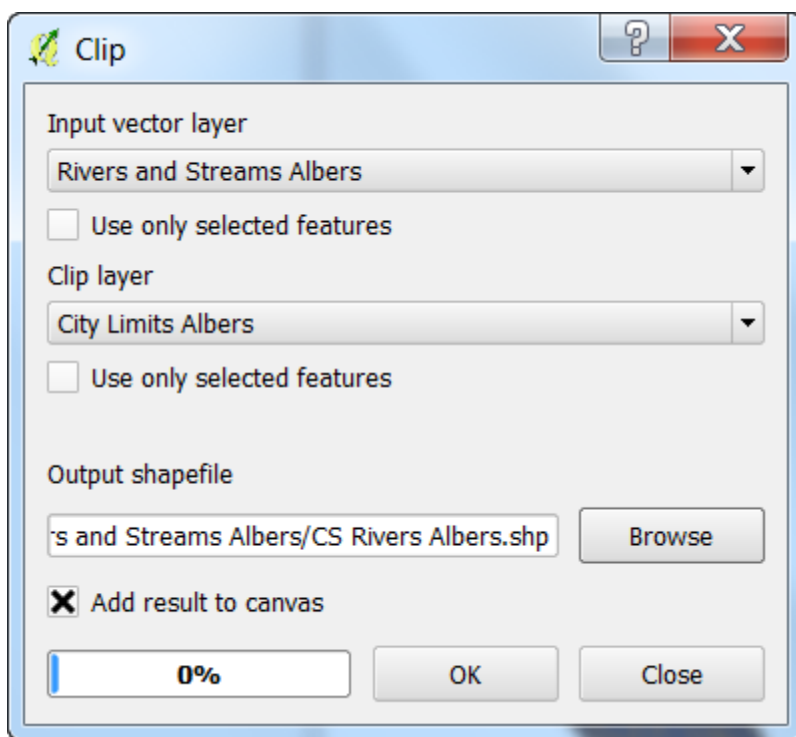 Clip
Input vector layer
Rivers and Streams Albers
Use only selected features
Clip layer
City Limits Albers
Use only selected features
Output shapefile
s and Streams Albers/CS Rivers Albers.shp
Browse
Add result to canvas
0%
OK
Close